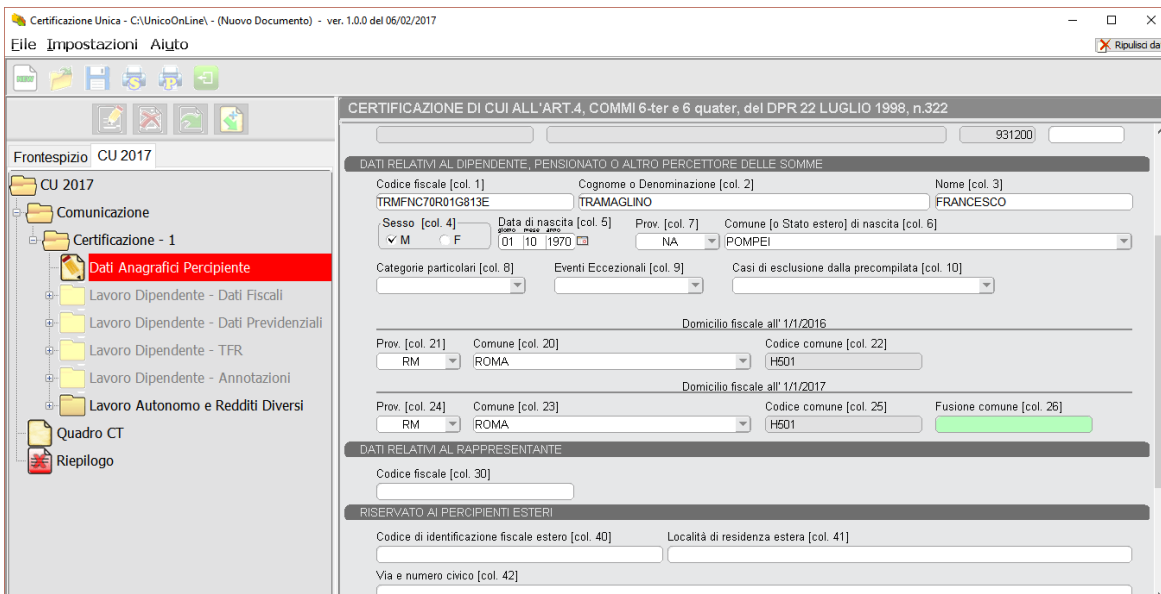 Certificazione Unica - C:\UnicoOnLine\ - (Nuovo Documento) - ver. 1.0.0 del 06/02/2017
File Impostazioni Aiuto
Ripulisci da
NEW S P
Frontespizio CU 2017
CU 2017
Comunicazione
Certificazione - 1
Dati Anagrafici Percipiente
Lavoro Dipendente - Dati Fiscali
Lavoro Dipendente - Dati Previdenziali
Lavoro Dipendente - TFR
Lavoro Dipendente - Annotazioni
Lavoro Autonomo e Redditi Diversi
Quadro CT
Riepilogo
CERTIFICAZIONE DI CUI ALL'ART.4, COMMI 6-ter e 6 quater, del DPR 22 LUGLIO 1998, n.322
931200
DATI RELATIVI AL DIPENDENTE, PENSIONATO O ALTRO PERCETTORE DELLE SOMME
Codice fiscale [col. 1] Cognome o Denominazione [col. 2] Nome [col. 3]
TRMFNC70R01G813E TRAMAGLINO FRANCESCO
Sesso [col. 4] Data di nascita [col. 5] Prov. [col. 7] Comune [o Stato estero] di nascita [col. 6]
giorno mese anno
M F 01 10 1970 NA POMPEI
Categorie particolari [col. 8] Eventi Eccezionali [col. 9] Casi di esclusione dalla precompilata [col. 10]
Domicilio fiscale all' 1/1/2016
Prov. [col. 21] Comune [col. 20] Codice comune [col. 22]
RM ROMA H501
Domicilio fiscale all' 1/1/2017
Prov. [col. 24] Comune [col. 23] Codice comune [col. 25] Fusione comune [col. 26]
RM ROMA H501
DATI RELATIVI AL RAPPRESENTANTE
Codice fiscale [col. 30]
RISERVATO AI PERCIPIENTI ESTERI
Codice di identificazione fiscale estero [col. 40] Località di residenza estera [col. 41]
Via e numero civico [col. 42]